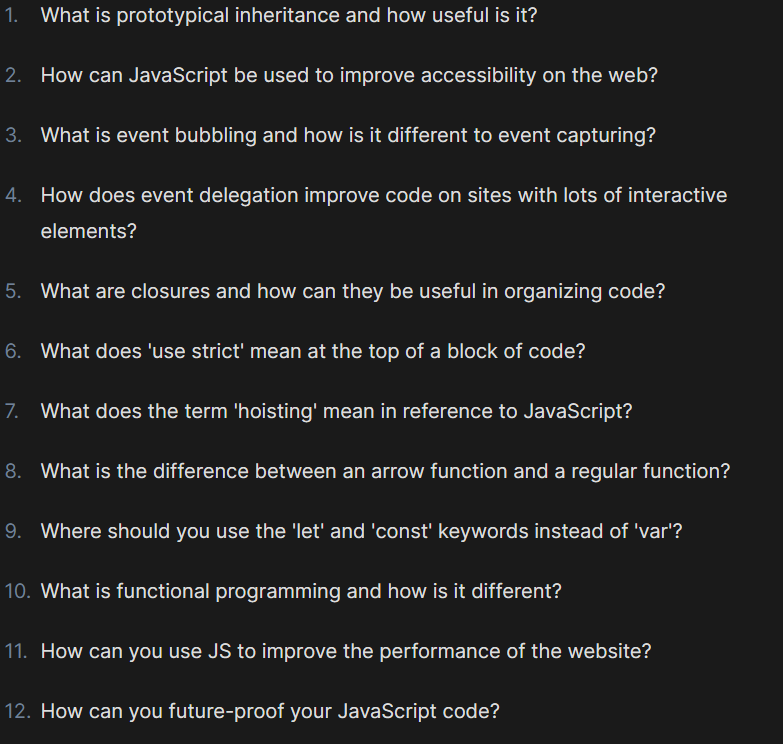 1. What is prototypical inheritance and how useful is it?
2. How can JavaScript be used to improve accessibility on the web?
3. What is event bubbling and how is it different to event capturing?
4. How does event delegation improve code on sites with lots of interactive
elements?
5. What are closures and how can they be useful in organizing code?
6. What does 'use strict' mean at the top of a block of code?
7. What does the term 'hoisting' mean in reference to JavaScript?
8. What is the difference between an arrow function and a regular function?
9. Where should you use the 'let' and 'const' keywords instead of 'var'?
10. What is functional programming and how is it different?
11. How can you use JS to improve the performance of the website?
12. How can you future-proof your JavaScript code?